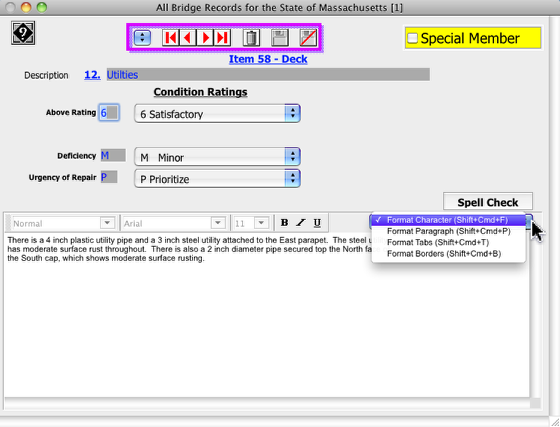 All Bridge Records for the State of Massachusetts [1]
?
Special Member
Item 58 - Deck
Description 12. Utilties
Condition Ratings
Above Rating 6 6 Satisfactory
Deficiency M M Minor
Urgency of Repair P P Prioritize
Spell Check
Normal Arial 11 B I U
✓ Format Character (Shift+Cmd+F)
Format Paragraph (Shift+Cmd+P)
Format Tabs (Shift+Cmd+T)
Format Borders (Shift+Cmd+B)
There is a 4 inch plastic utility pipe and a 3 inch steel utility attached to the East parapet. The steel
has moderate surface rust throughout. There is also a 2 inch diameter pipe secured top the North
the South cap, which shows moderate surface rusting.